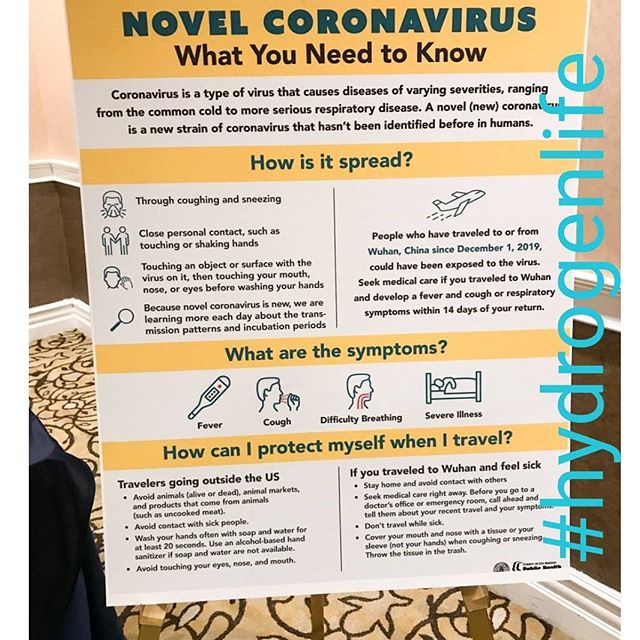 NOVEL CORONAVIRUS
What You Need to Know
Coronavirus is a type of virus that causes diseases of varying severities, ranging
from the common cold to more serious respiratory disease. A novel (new) coronavirus
is a new strain of coronavirus that hasn't been identified before in humans.
How is it spread?
Through coughing and sneezing
Close personal contact, such as
touching or shaking hands
Touching an object or surface with the
virus on it, then touching your mouth,
nose, or eyes before washing your hands
Because novel coronavirus is new, we are
learning more each day about the trans-
mission patterns and incubation periods
People who have traveled to or from
Wuhan, China since December 1, 2019,
could have been exposed to the virus.
Seek medical care if you traveled to Wuhan
and develop a fever and cough or respiratory
symptoms within 14 days of your return.
What are the symptoms?
Fever
Cough
Difficulty Breathing
Severe Illness
How can I protect myself when I travel?
Travelers going outside the US
• Avoid animals (alive or dead), animal markets,
and products that come from animals
(such as uncooked meat).
• Avoid contact with sick people.
• Wash your hands often with soap and water for
at least 20 seconds. Use an alcohol-based hand
sanitizer if soap and water are not available.
• Avoid touching your eyes, nose, and mouth.
If you traveled to Wuhan and feel sick
• Stay home and avoid contact with others
• Seek medical care right away. Before you go to a
doctor's office or emergency room, call ahead and
tell them about your recent travel and your symptoms.
• Don't travel while sick.
• Cover your mouth and nose with a tissue or your
sleeve (not your hands) when coughing or sneezing.
Throw the tissue in the trash.
Public Health
#hydrogenlife